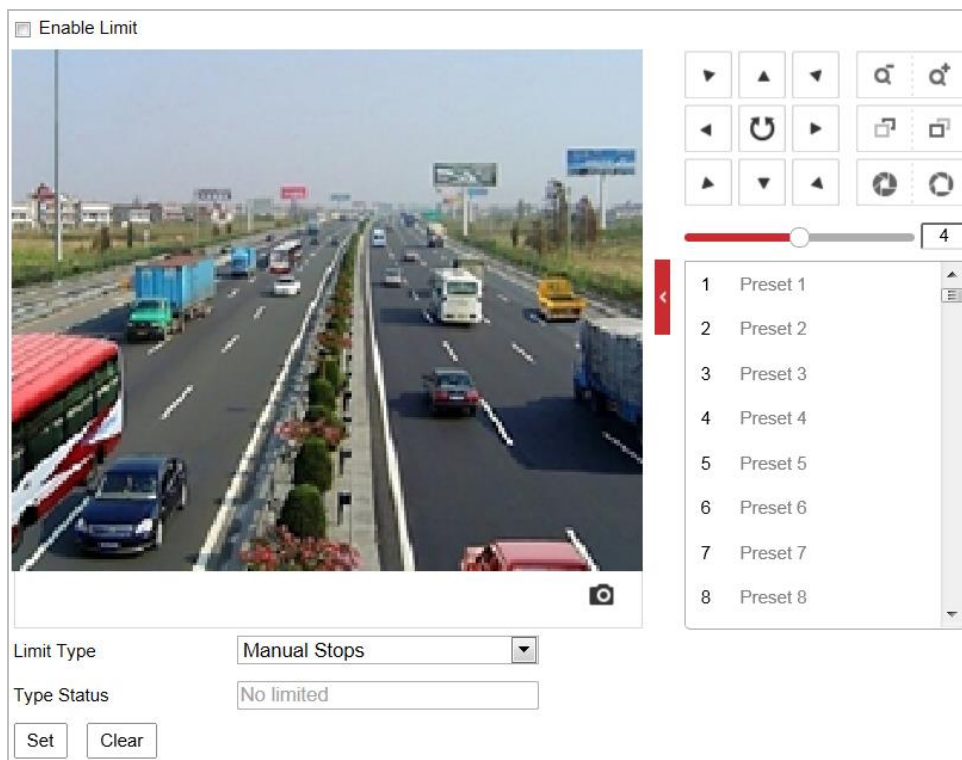 Enable Limit
4
1 Preset 1
2 Preset 2
3 Preset 3
4 Preset 4
5 Preset 5
6 Preset 6
7 Preset 7
8 Preset 8
Limit Type Manual Stops
Type Status No limited
Set Clear